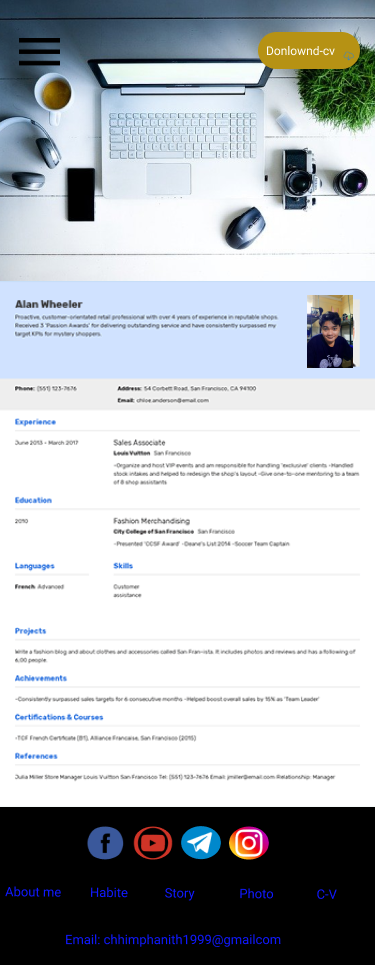 Donlownd-cv
Alan Wheeler
Proactive, customer-orientated retail professional with over 4 years of experience in reputable shops.
Received 3 'Passion Awards' for delivering outstanding service and have consistently surpassed my
target KPIs for mystery shoppers.
Phone: (551) 123-7676
Address: 54 Corbett Road, San Francisco, CA 94100
Email: chloe.anderson@email.com
Experience
June 2013 – March 2017
Sales Associate
Louis Vuitton San Francisco
-Organize and host VIP events and am responsible for handling 'exclusive' clients -Handled
stock intakes and helped to redesign the shop's layout -Give one-to-one mentoring to a team
of 8 shop assistants
Education
2010
Fashion Merchandising
City College of San Francisco San Francisco
-Presented 'CCSF Award' -Deane's List 2014 -Soccer Team Captain
Languages
Skills
French- Advanced
Customer
assistance
Projects
Write a fashion blog and about clothes and accessories called San Fran-ista. It includes photos and reviews and has a following of
6,00 people.
Achievements
-Consistently surpassed sales targets for 6 consecutive months -Helped boost overall sales by 15% as 'Team Leader'
Certifications & Courses
-TCF French Certificate (B1), Alliance Francaise, San Francisco (2015)
References
Julia Miller Store Manager Louis Vuitton San Francisco Tel: (551) 123-7676 Email: jmiller@email.com Relationship: Manager
About me Habite Story Photo C-V
Email: chhimphanith1999@gmailcom